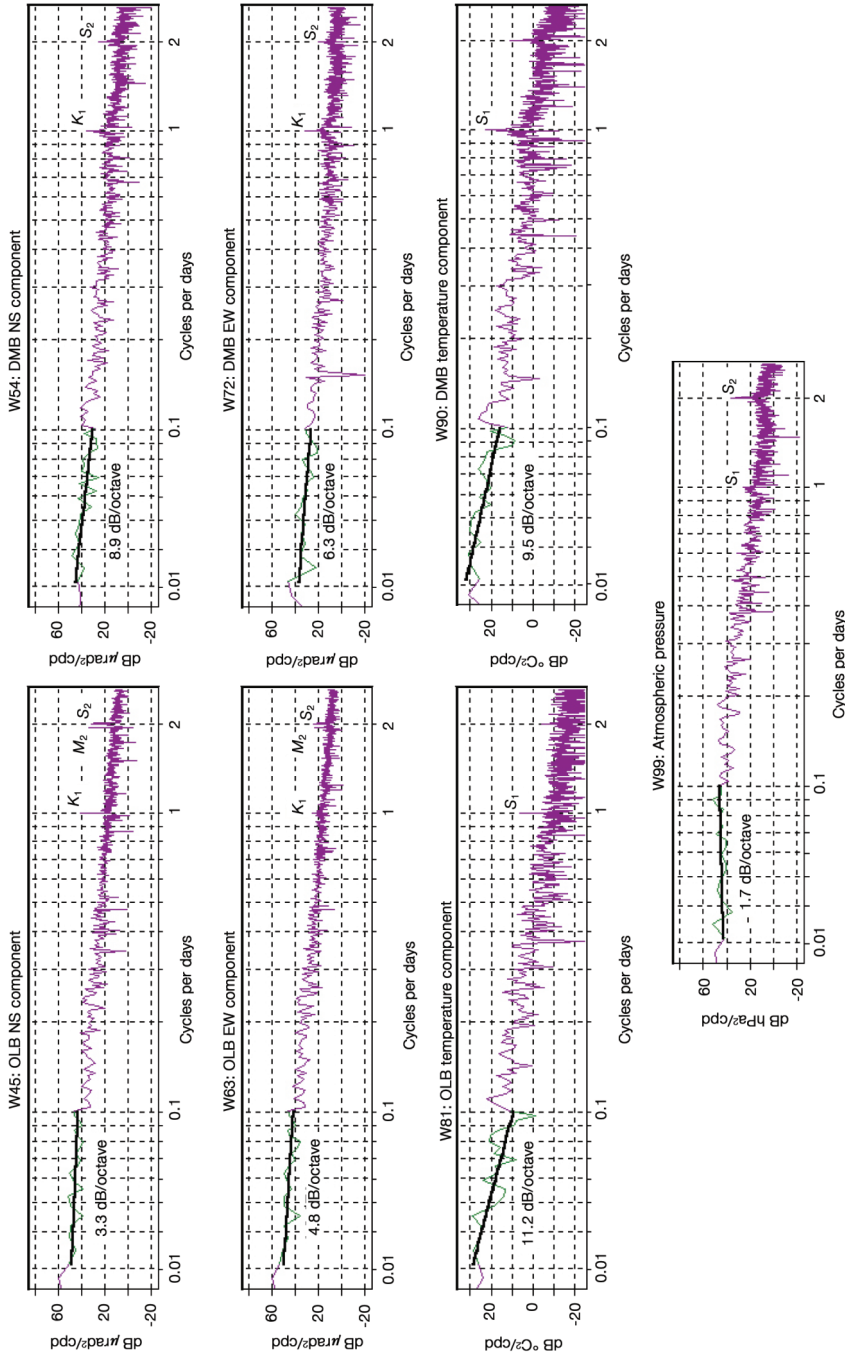 W45: OLB NS component
dB μrad²/cpd
60
20
-20
3.3 dB/octave
K₁
M₂
S₂
0.01
0.1
1
2
Cycles per days
W54: DMB NS component
dB μrad²/cpd
60
20
-20
8.9 dB/octave
K₁
S₂
0.01
0.1
1
2
Cycles per days
W63: OLB EW component
dB μrad²/cpd
60
20
-20
4.8 dB/octave
K₁
M₂
S₂
0.01
0.1
1
2
Cycles per days
W72: DMB EW component
dB μrad²/cpd
60
20
-20
6.3 dB/octave
K₁
S₂
0.01
0.1
1
2
Cycles per days
W81: OLB temperature component
dB °C²/cpd
20
0
-20
11.2 dB/octave
S₁
0.01
0.1
1
2
Cycles per days
W90: DMB temperature component
dB °C²/cpd
20
0
-20
9.5 dB/octave
S₁
0.01
0.1
1
2
Cycles per days
W99: Atmospheric pressure
dB hPa²/cpd
60
20
-20
-1.7 dB/octave
S₁
S₂
0.01
0.1
1
2
Cycles per days